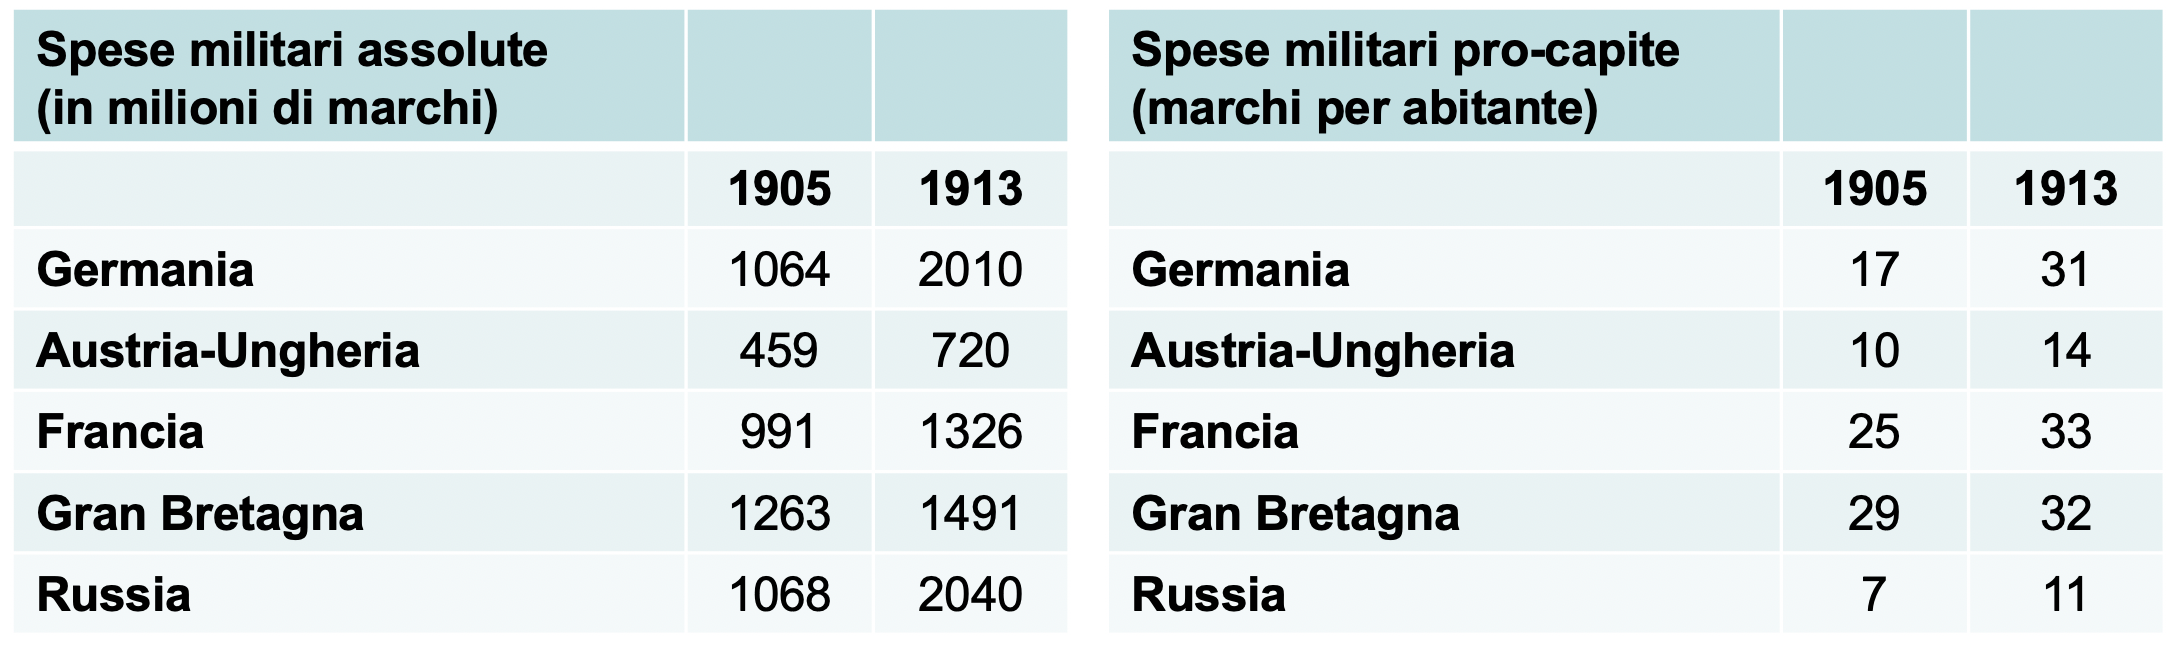 Spese militari assolute
(in milioni di marchi)
1905 1913
Germania 1064 2010
Austria-Ungheria 459 720
Francia 991 1326
Gran Bretagna 1263 1491
Russia 1068 2040
Spese militari pro-capite
(marchi per abitante)
1905 1913
Germania 17 31
Austria-Ungheria 10 14
Francia 25 33
Gran Bretagna 29 32
Russia 7 11